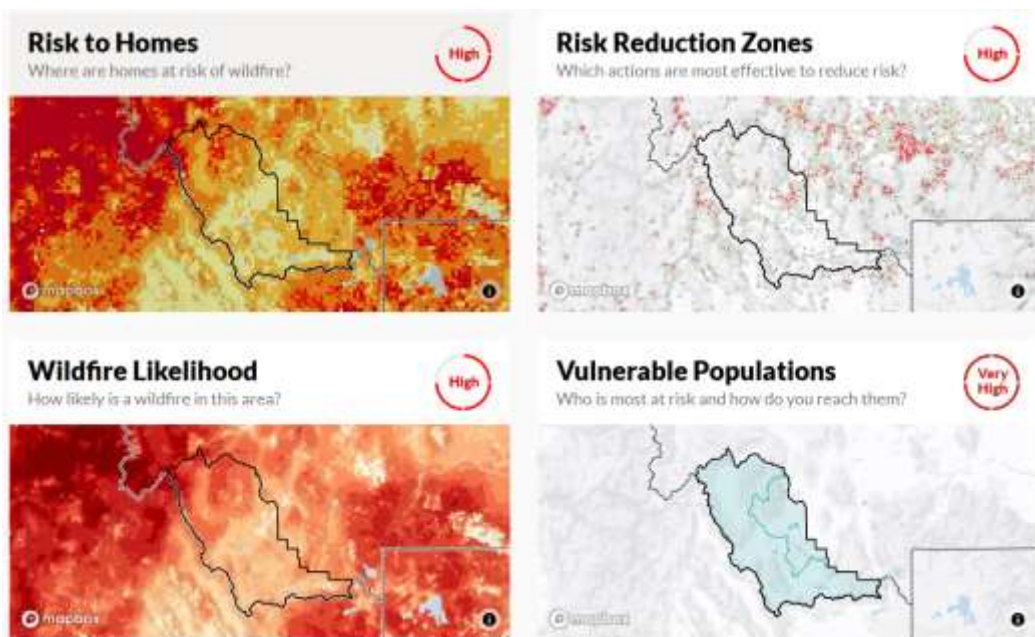 Risk to Homes
Where are homes at risk of wildfire?
High
mapbox
Risk Reduction Zones
Which actions are most effective to reduce risk?
High
mapbox
Wildfire Likelihood
How likely is a wildfire in this area?
High
mapbox
Vulnerable Populations
Who is most at risk and how do you reach them?
Very
High
mapbox